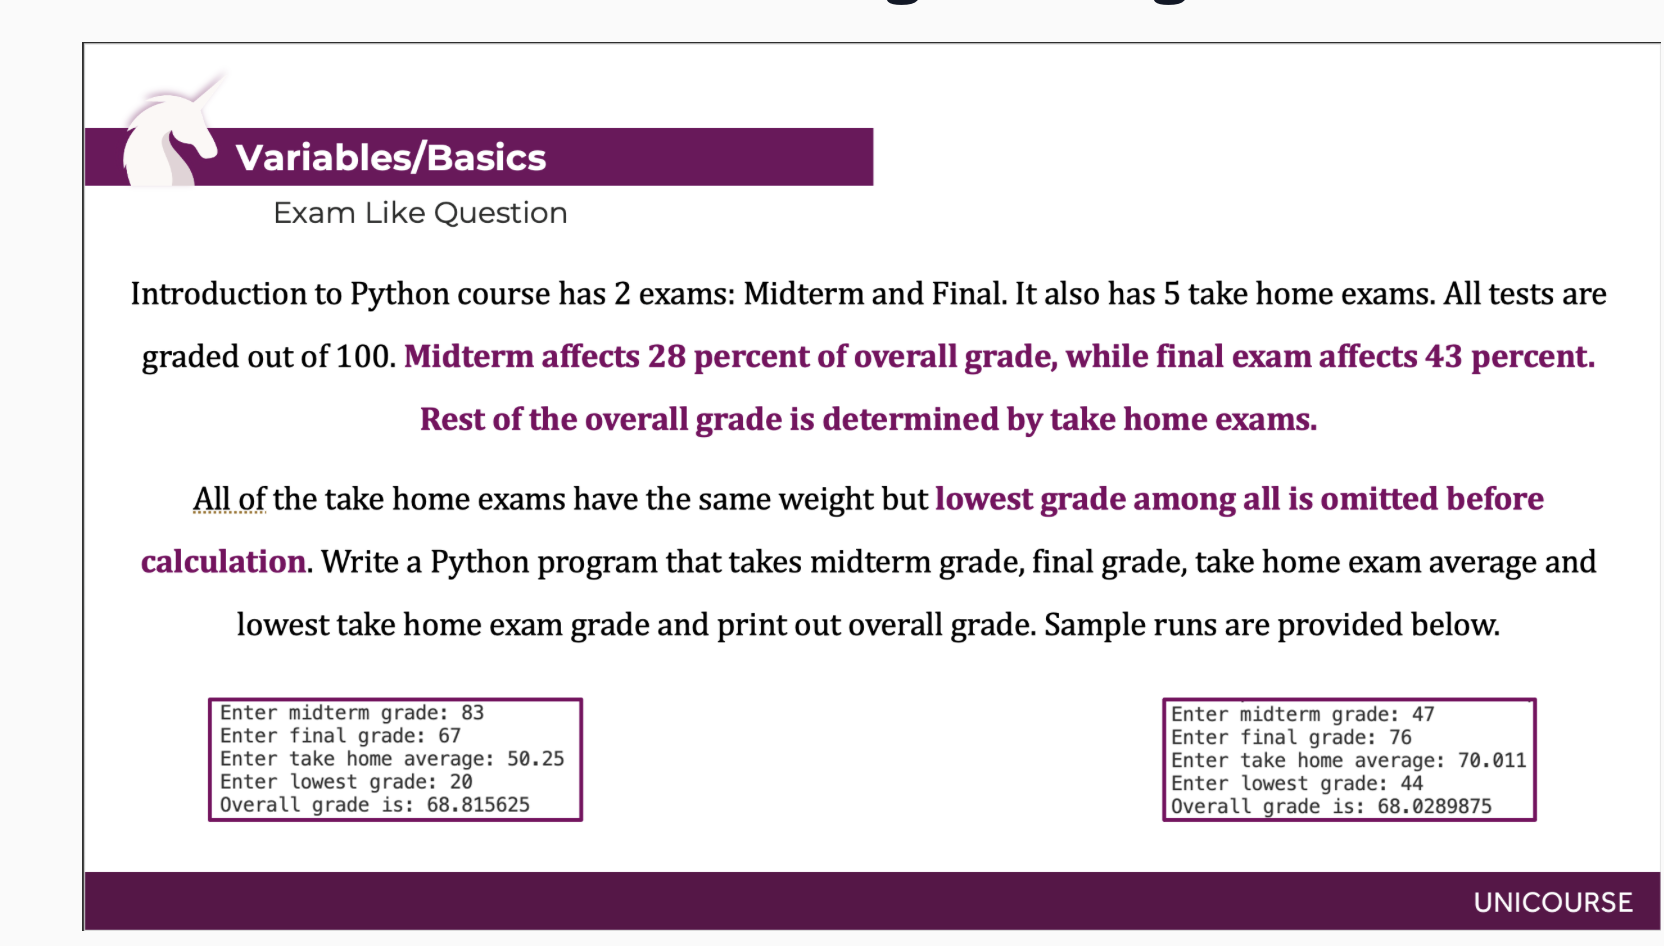 Variables/Basics
Exam Like Question
Introduction to Python course has 2 exams: Midterm and Final. It also has 5 take home exams. All tests are
graded out of 100. Midterm affects 28 percent of overall grade, while final exam affects 43 percent.
Rest of the overall grade is determined by take home exams.
All of the take home exams have the same weight but lowest grade among all is omitted before
calculation. Write a Python program that takes midterm grade, final grade, take home exam average and
lowest take home exam grade and print out overall grade. Sample runs are provided below.
Enter midterm grade: 83
Enter final grade: 67
Enter take home average: 50.25
Enter lowest grade: 20
Overall grade is: 68.815625
Enter midterm grade: 47
Enter final grade: 76
Enter take home average: 70.011
Enter lowest grade: 44
Overall grade is: 68.0289875
UNICOURSE